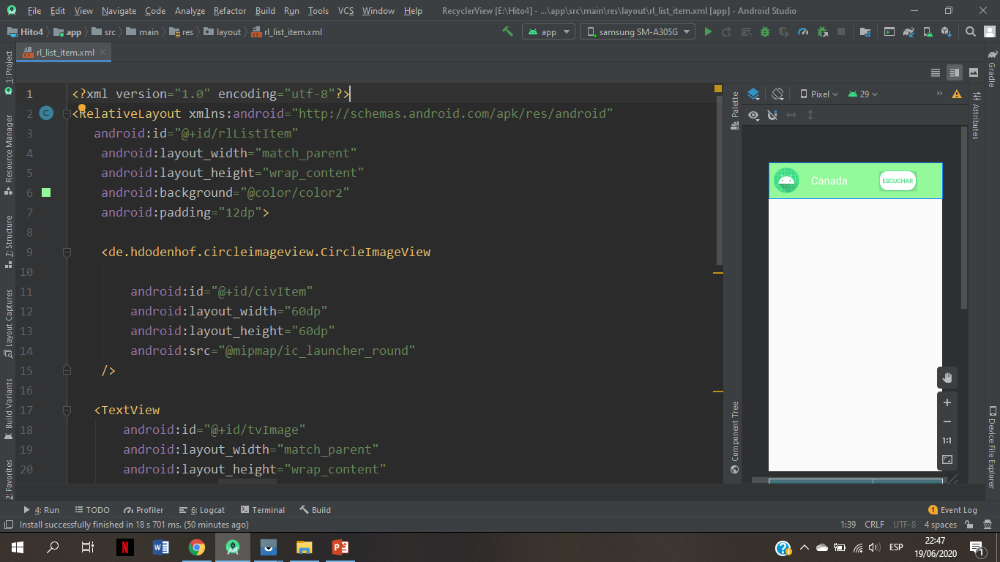 File Edit View Navigate Code Analyze Refactor Build Run Tools VCS Window Help RecyclerView [E:\Hito4] - ...\app\src\main\res\layout\rl_list_item.xml [app] - Android Studio
Hito4 app src main res layout rl_list_item.xml app samsung SM-A305G
rl_list_item.xml
1: Project
Resource Manager
7: Structure
Layout Captures
Build Variants
2: Favorites
1 <?xml version="1.0" encoding="utf-8"?>
2 <RelativeLayout xmlns:android="http://schemas.android.com/apk/res/android"
3 android:id="@+id/rlListItem"
4 android:layout_width="match_parent"
5 android:layout_height="wrap_content"
6 android:background="@color/color2"
7 android:padding="12dp">
8
9 <de.hdodenhof.circleimageview.CircleImageView
10
11 android:id="@+id/civItem"
12 android:layout_width="60dp"
13 android:layout_height="60dp"
14 android:src="@mipmap/ic_launcher_round"
15 />
16
17 <TextView
18 android:id="@+id/tvImage"
19 android:layout_width="match_parent"
20 android:layout_height="wrap_content"
Palette
Component Tree
Pixel 29 »
Canada ESCUCHAR
1:1
Gradle
Attributes
Device File Explorer
4: Run TODO Profiler 6: Logcat Terminal Build 1 Event Log
Install successfully finished in 18 s 701 ms. (50 minutes ago) 1:39 CRLF UTF-8 4 spaces
ESP
22:47
19/06/2020
1